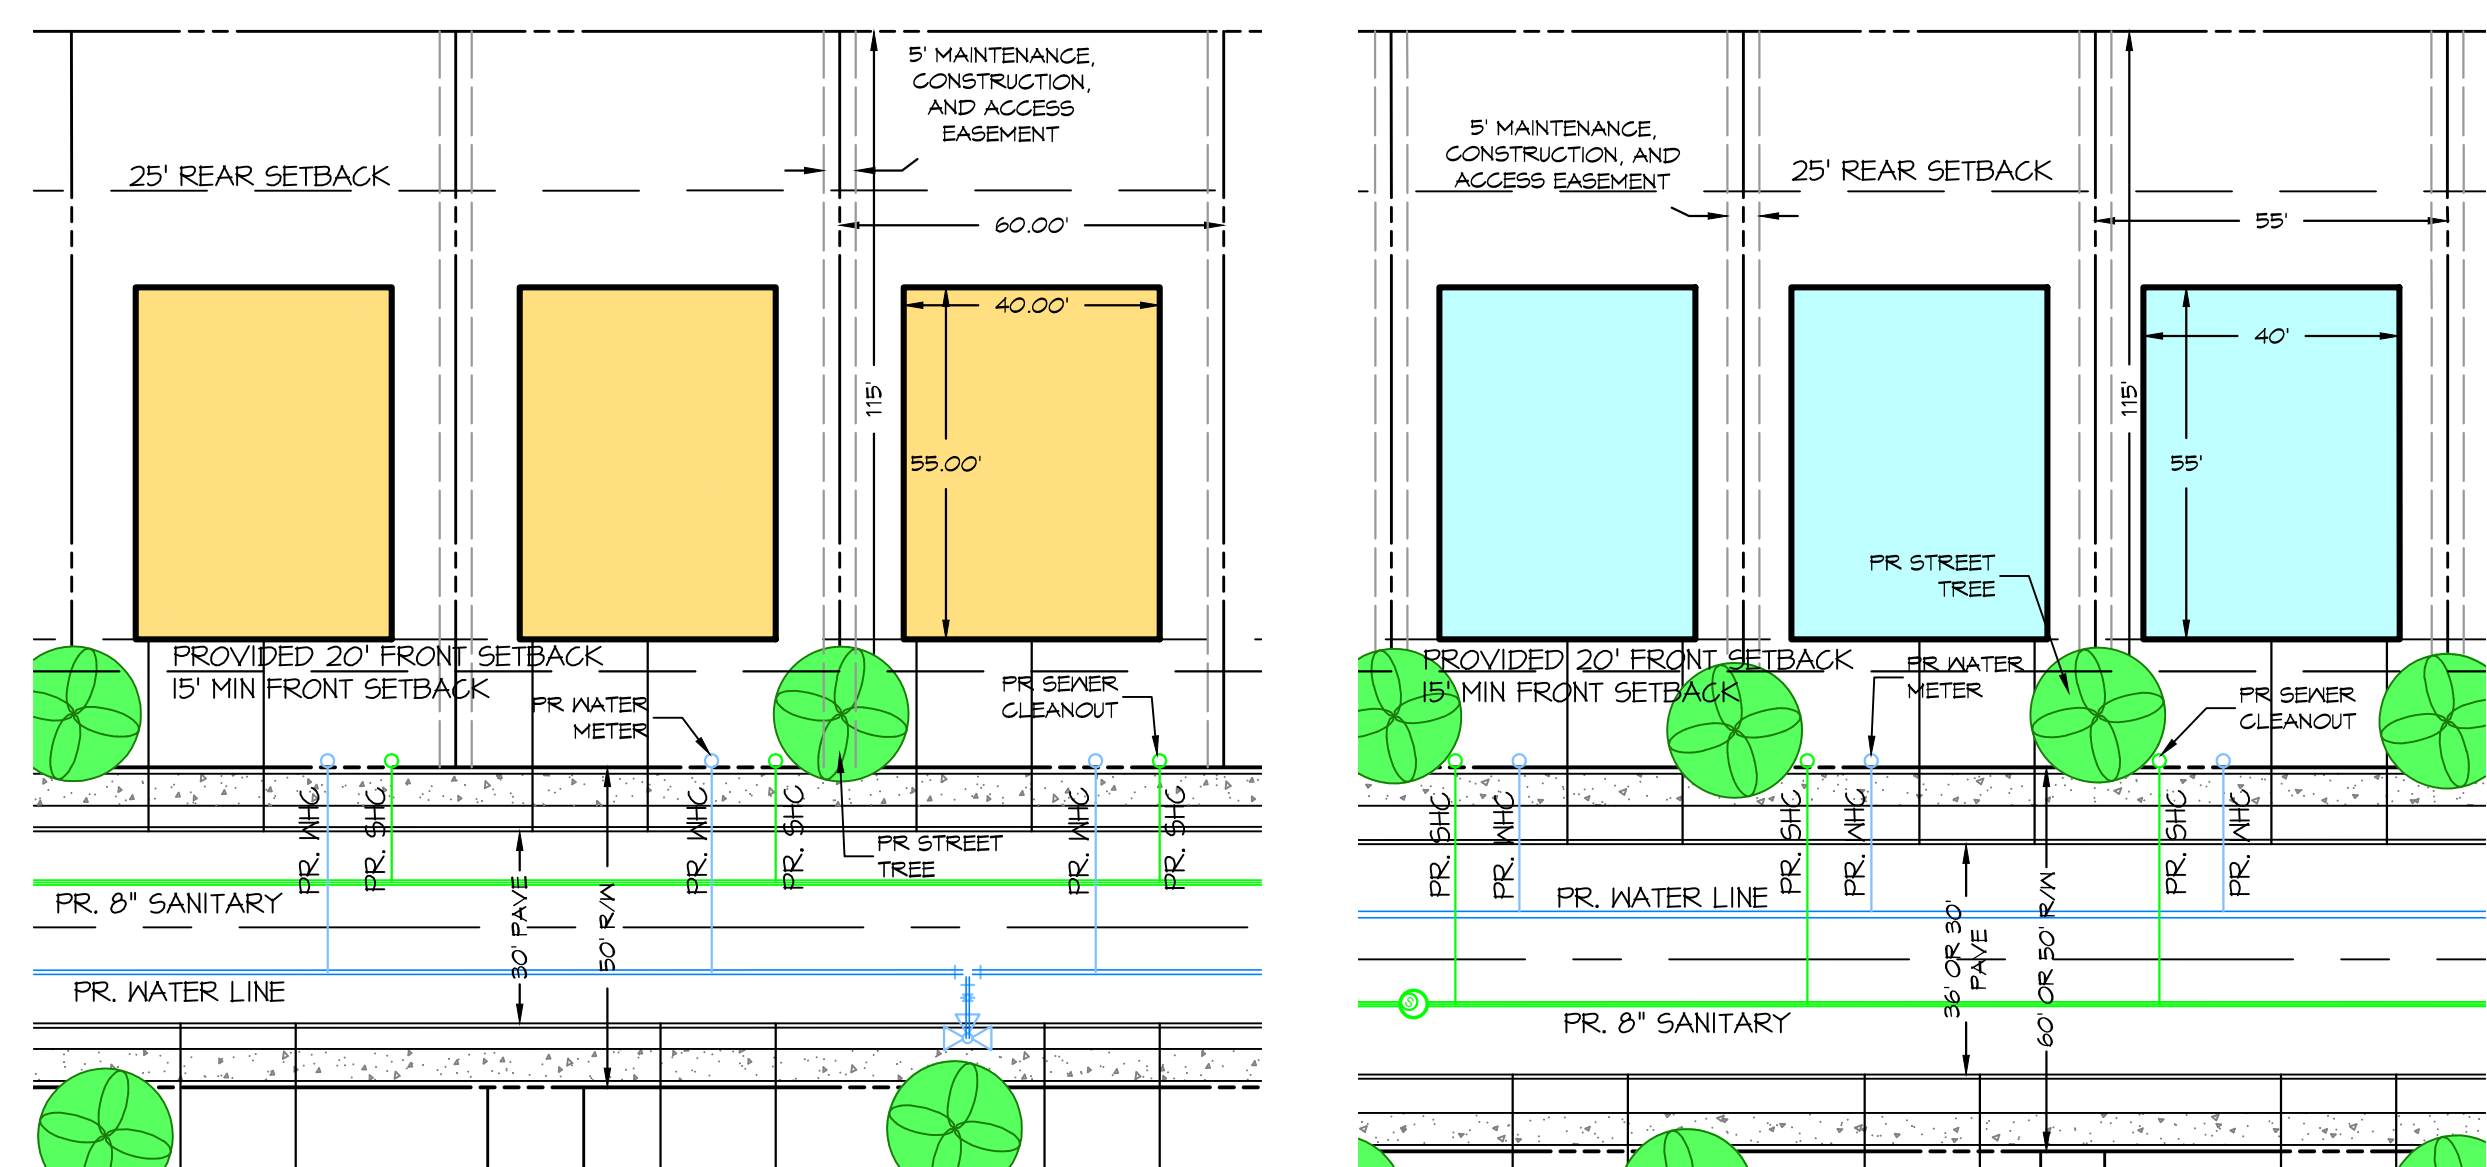 5' MAINTENANCE,
CONSTRUCTION,
AND ACCESS
EASEMENT
25' REAR SETBACK
60.00'
40.00'
115'
55.00'
PROVIDED 20' FRONT SETBACK
15' MIN FRONT SETBACK
PR WATER
METER
PR SEWER
CLEANOUT
PR. WHC
PR. SHC
PR. WHC
PR. SHC
PR. WHC
PR. SHC
PR STREET
TREE
PR. 8" SANITARY
30' PAVE
50' R/W
PR. WATER LINE
5' MAINTENANCE,
CONSTRUCTION, AND
ACCESS EASEMENT
25' REAR SETBACK
55'
40'
115'
55'
PR STREET
TREE
PROVIDED 20' FRONT SETBACK
15' MIN FRONT SETBACK
PR WATER
METER
PR SEWER
CLEANOUT
PR. SHC
PR. WHC
PR. SHC
PR. WHC
PR. SHC
PR. WHC
PR. WATER LINE
36' OR 30'
PAVE
60' OR 50' R/W
S
PR. 8" SANITARY